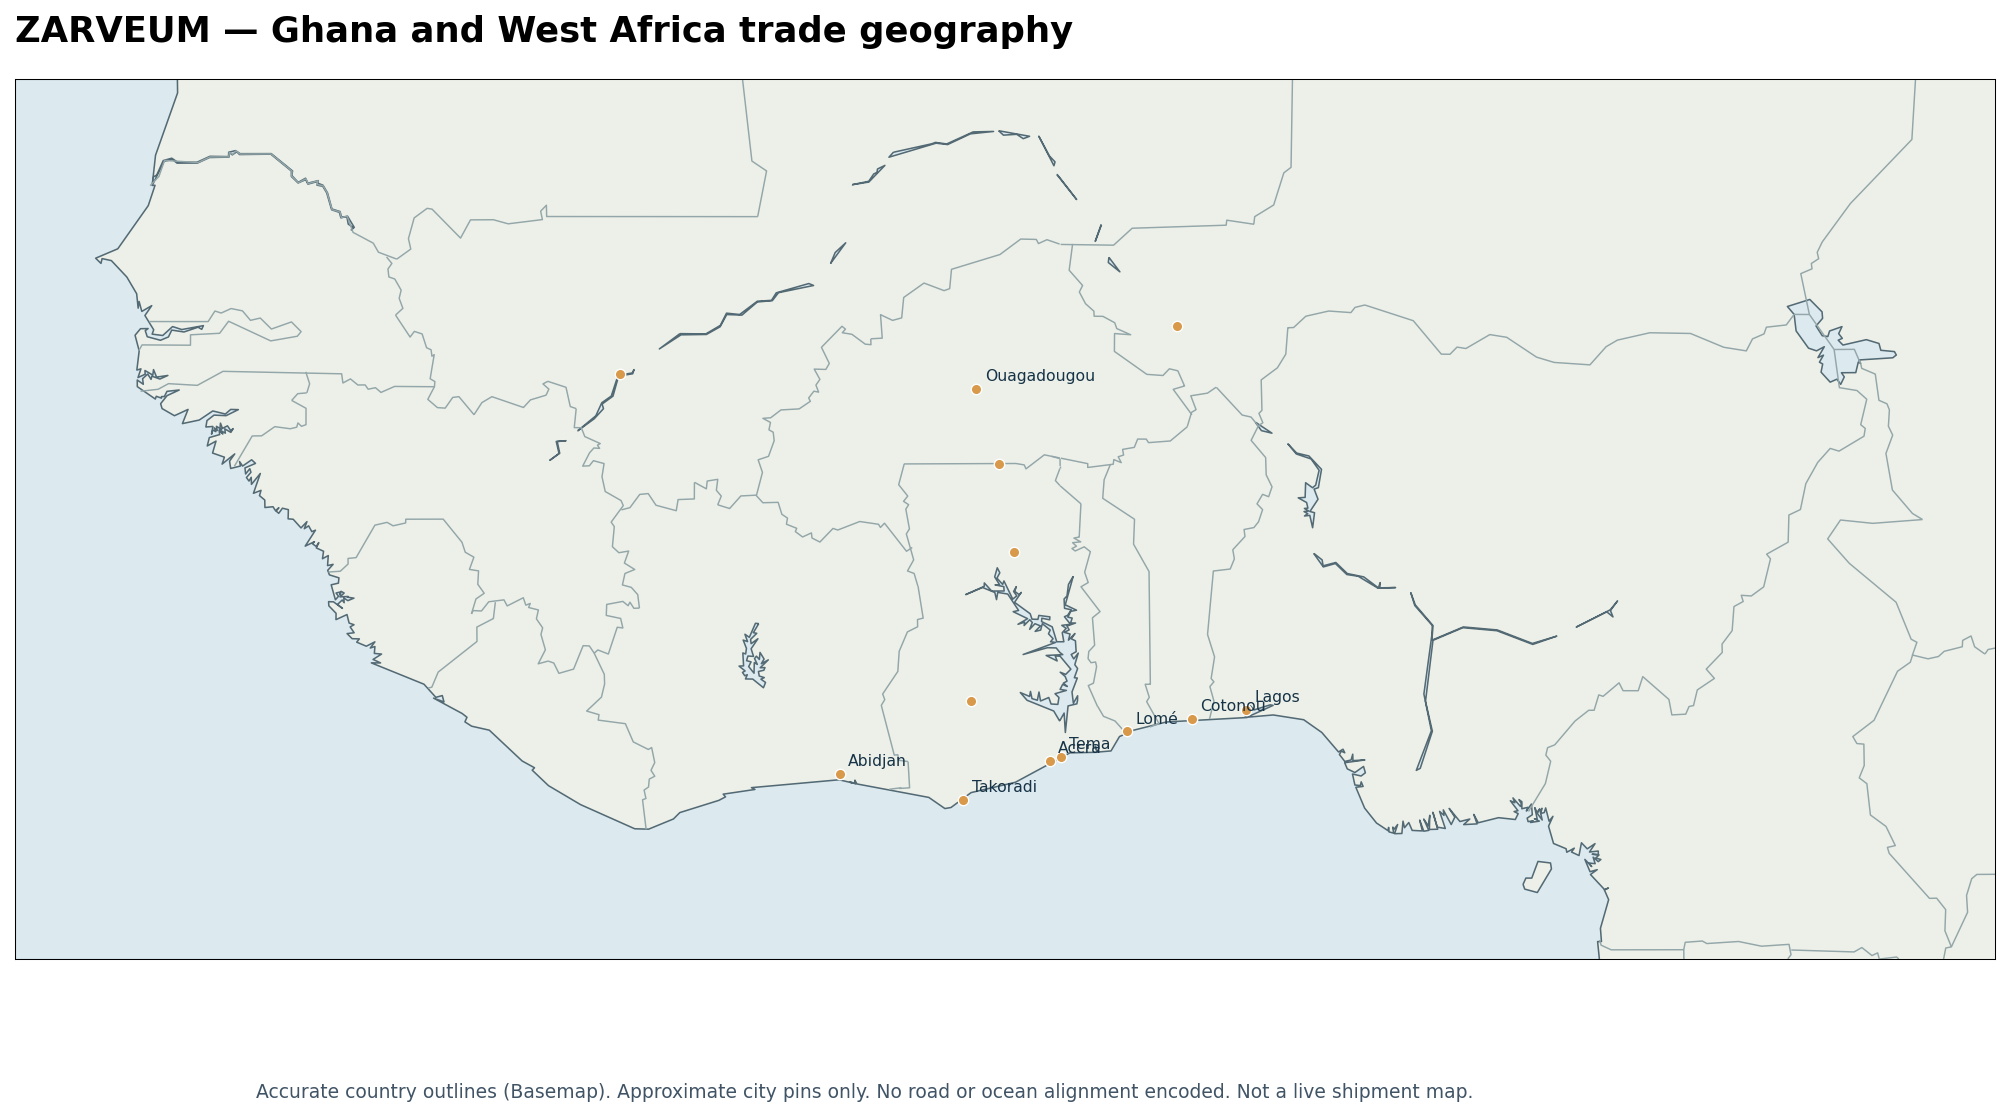 ZARVEUM — Ghana and West Africa trade geography
Ouagadougou
Lagos
Cotonou
Lomé
Tema
Accra
Abidjan
Takoradi
Accurate country outlines (Basemap). Approximate city pins only. No road or ocean alignment encoded. Not a live shipment map.